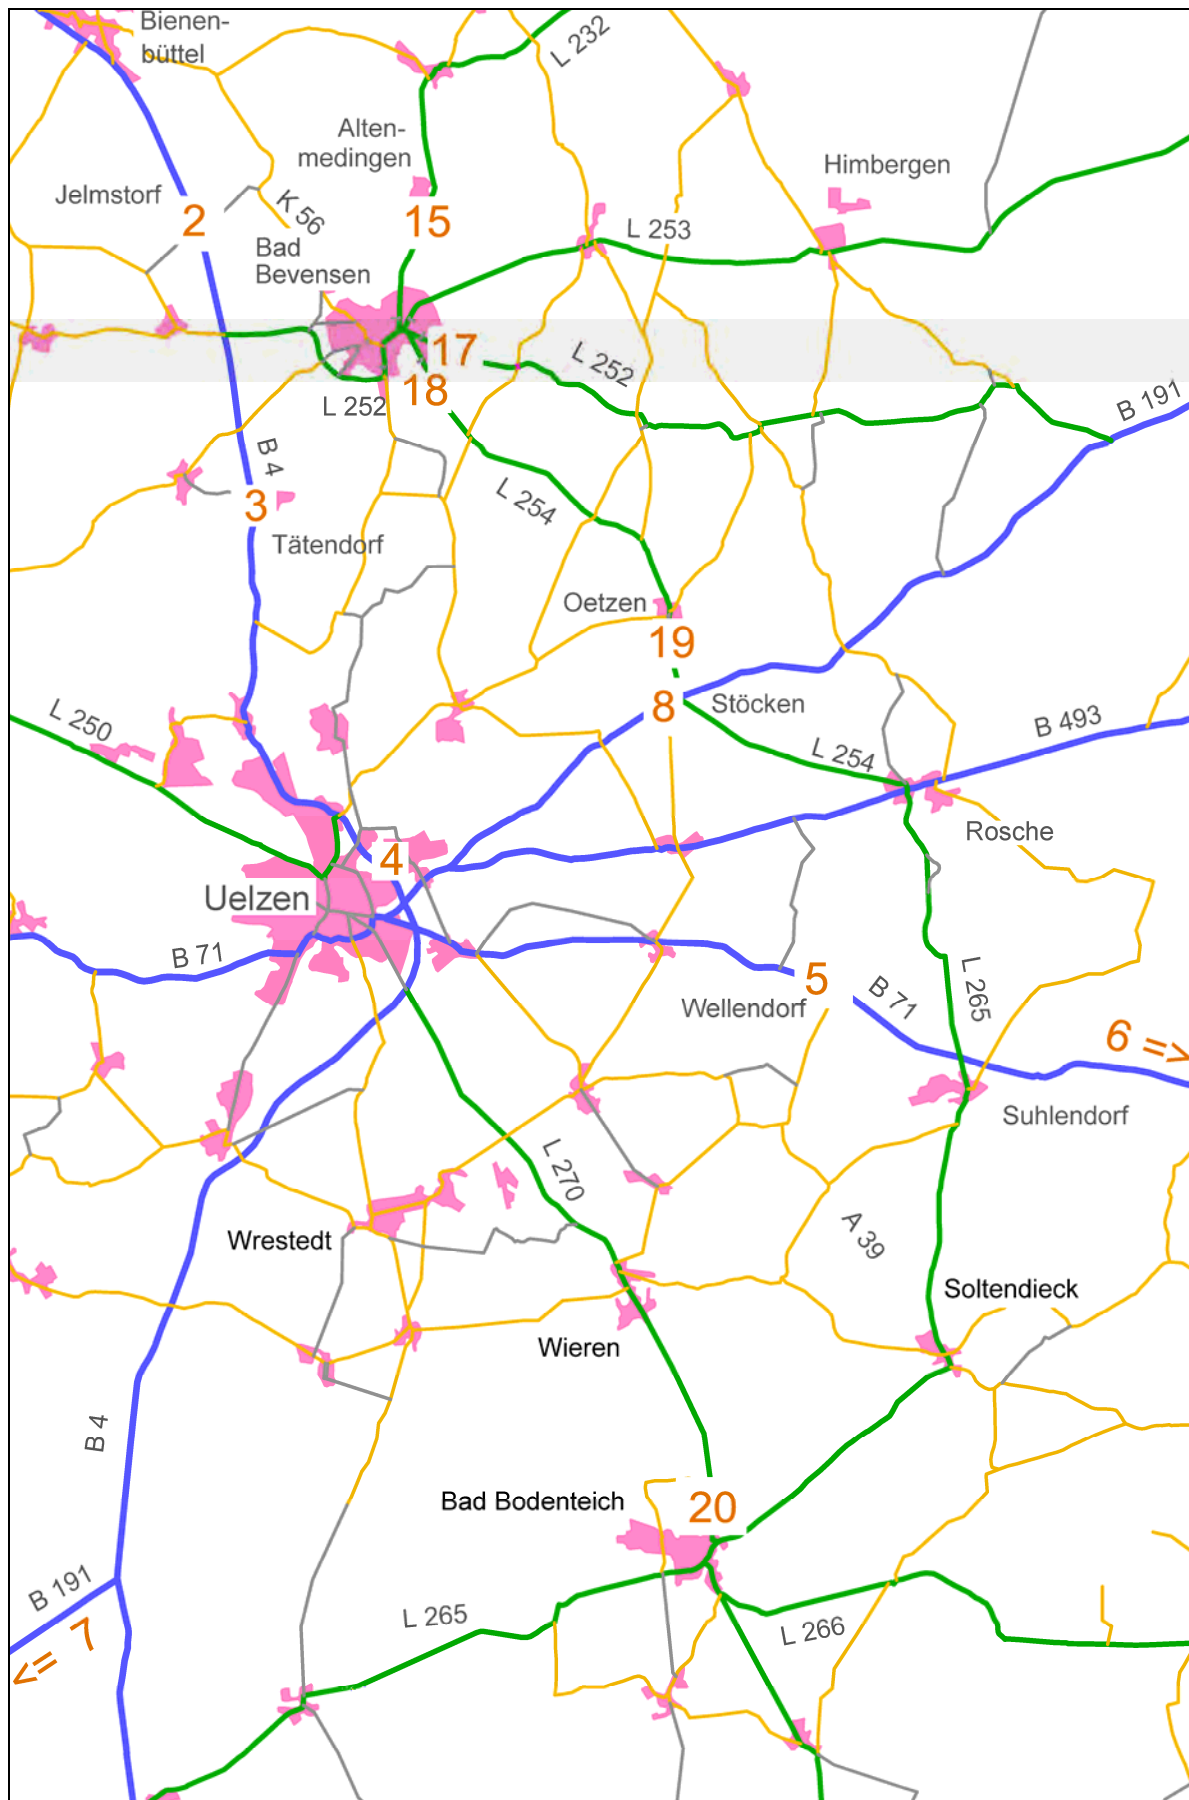 Bienen-
büttel
L 232
Alten-
medingen
Himbergen
Jelmstorf
K 56
2
15
L 253
Bad
Bevensen
17
L 252
18
L 252
B 191
B 4
3
L 254
Tätendorf
Oetzen
19
8
Stöcken
L 250
B 493
L 254
Rosche
4
Uelzen
B 71
5
L 265
Wellendorf
B 71
6 =>
Suhlendorf
L 270
A 39
Wrestedt
Soltendieck
Wieren
B 4
Bad Bodenteich
20
B 191
L 265
L 266
<= 7